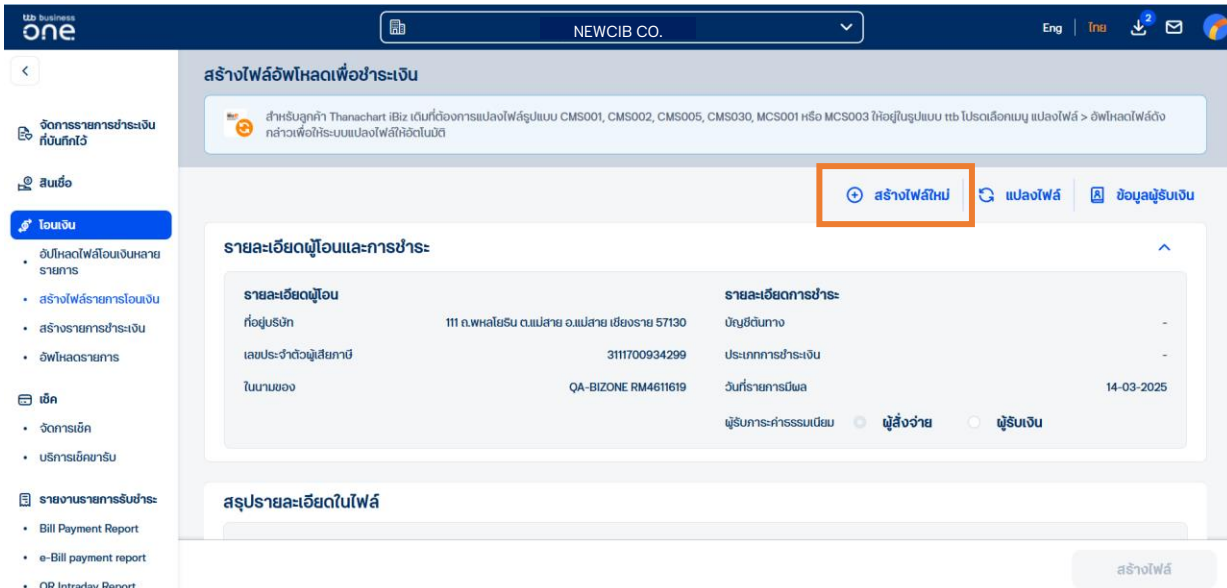 ttb business
one
NEWCIB CO.
Eng | ไทย
2
สร้างไฟล์อัพโหลดเพื่อชำระเงิน
สำหรับลูกค้า Thanachart iBiz เดิมที่ต้องการแปลงไฟล์รูปแบบ CMS001, CMS002, CMS005, CMS030, MCS001 หรือ MCS003 ให้อยู่ในรูปแบบ ttb โปรดเลือกเมนู แปลงไฟล์ > อัพโหลดไฟล์ดัง
กล่าวเพื่อให้ระบบแปลงไฟล์ให้อัตโนมัติ
จัดการรายการชำระเงิน
ที่บันทึกไว้
สินเชื่อ
โอนเงิน
อัปโหลดไฟล์โอนเงินหลาย
รายการ
สร้างไฟล์รายการโอนเงิน
สร้างรายการชำระเงิน
อัพโหลดรายการ
เช็ค
จัดการเช็ค
บริการเช็คขารับ
รายงานรายการรับชำระ
Bill Payment Report
e-Bill payment report
QR Intraday Report
สร้างไฟล์ใหม่
แปลงไฟล์
ข้อมูลผู้รับเงิน
รายละเอียดผู้โอนและการชำระ
รายละเอียดผู้โอน
ที่อยู่บริษัท 111 ถ.พหลโยธิน ต.แม่สาย อ.แม่สาย เชียงราย 57130
เลขประจำตัวผู้เสียภาษี 3111700934299
ในนามของ QA-BIZONE RM4611619
รายละเอียดการชำระ
บัญชีต้นทาง -
ประเภทการชำระเงิน -
วันที่รายการมีผล 14-03-2025
ผู้รับภาระค่าธรรมเนียม ผู้สั่งจ่าย ผู้รับเงิน
สรุปรายละเอียดในไฟล์
สร้างไฟล์